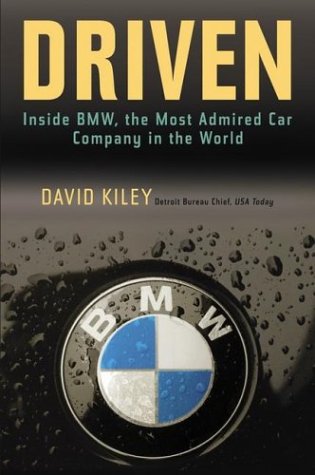 DRIVEN
Inside BMW, the Most Admired Car
Company in the World
DAVID KILEY Detroit Bureau Chief, USA Today
BMW